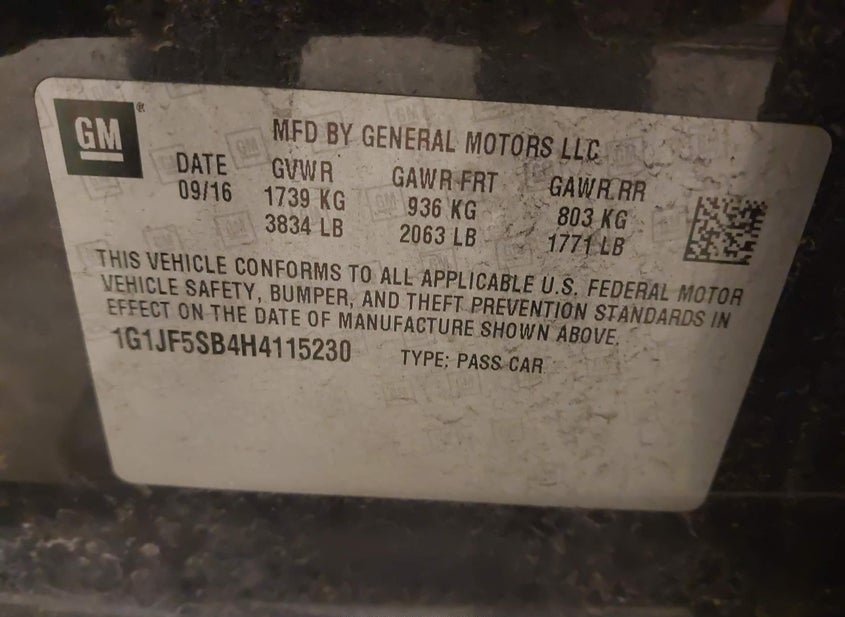 GM
MFD BY GENERAL MOTORS LLC
DATE GVWR GAWR FRT GAWR RR
09/16 1739 KG 936 KG 803 KG
3834 LB 2063 LB 1771 LB
THIS VEHICLE CONFORMS TO ALL APPLICABLE U.S. FEDERAL MOTOR
VEHICLE SAFETY, BUMPER, AND THEFT PREVENTION STANDARDS IN
EFFECT ON THE DATE OF MANUFACTURE SHOWN ABOVE.
1G1JF5SB4H4115230 TYPE: PASS CAR